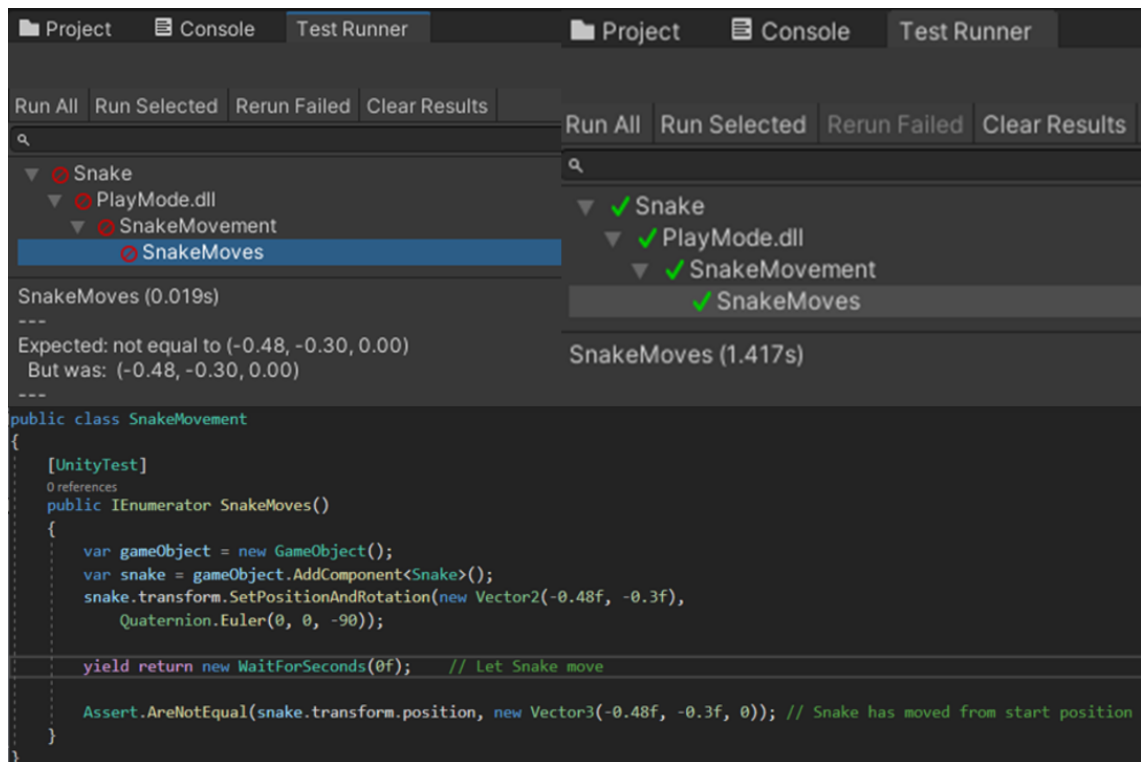 Project Console Test Runner
Run All Run Selected Rerun Failed Clear Results
Snake
PlayMode.dll
SnakeMovement
SnakeMoves
SnakeMoves (0.019s)
---
Expected: not equal to (-0.48, -0.30, 0.00)
But was: (-0.48, -0.30, 0.00)
---
Project Console Test Runner
Run All Run Selected Rerun Failed Clear Results
Snake
PlayMode.dll
SnakeMovement
SnakeMoves
SnakeMoves (1.417s)
public class SnakeMovement
{
[UnityTest]
0 references
public IEnumerator SnakeMoves()
{
var gameObject = new GameObject();
var snake = gameObject.AddComponent<Snake>();
snake.transform.SetPositionAndRotation(new Vector2(-0.48f, -0.3f),
Quaternion.Euler(0, 0, -90));
yield return new WaitForSeconds(0f); // Let Snake move
Assert.AreNotEqual(snake.transform.position, new Vector3(-0.48f, -0.3f, 0)); // Snake has moved from start position
}
}